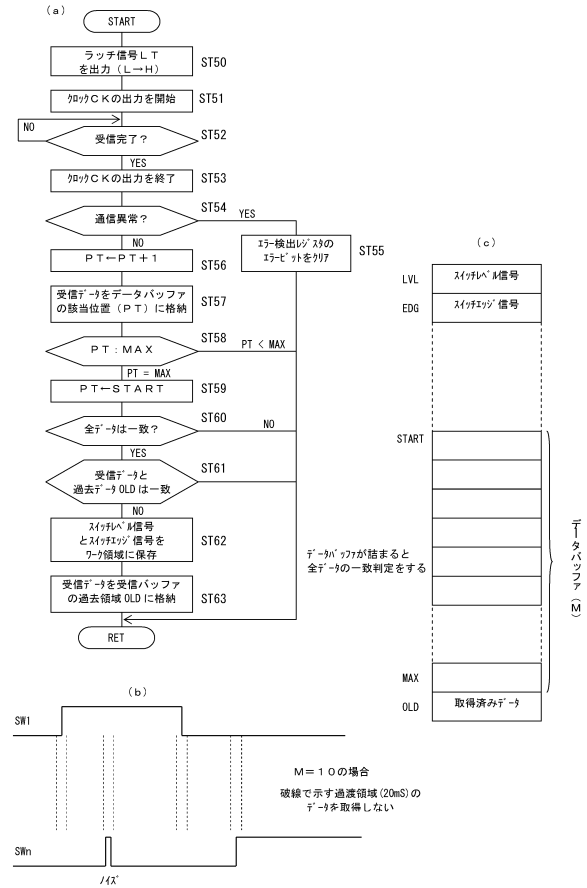 (a)
START
ラッチ信号ＬＴ
を出力（Ｌ→Ｈ）
ST50
ｸﾛｯｸＣＫの出力を開始
ST51
NO
受信完了？
ST52
YES
ｸﾛｯｸＣＫの出力を終了
ST53
通信異常？
ST54
YES
NO
ｴﾗｰ検出ﾚｼﾞｽﾀの
ｴﾗｰﾋﾞｯﾄをｸﾘｱ
ST55
ＰＴ←ＰＴ＋１
ST56
受信データをデータバッファ
の該当位置（ＰＴ）に格納
ST57
ＰＴ：ＭＡＸ
ST58
PT < MAX
PT = MAX
ＰＴ←ＳＴＡＲＴ
ST59
全ﾃﾞｰﾀは一致？
ST60
NO
YES
受信ﾃﾞｰﾀと
過去ﾃﾞｰﾀ OLD は一致
ST61
NO
ｽｲｯﾁﾚﾍﾞﾙ信号
とｽｲｯﾁｴｯｼﾞ信号を
ﾜｰｸ領域に保存
ST62
受信データを受信バッファ
の過去領域 OLD に格納
ST63
RET
(c)
LVL
ｽｲｯﾁﾚﾍﾞﾙ信号
EDG
ｽｲｯﾁｴｯｼﾞ信号
START
データバッファ（Ｍ）
ﾃﾞｰﾀﾊﾞｯﾌｧが詰まると
全データの一致判定をする
MAX
OLD
取得済みﾃﾞｰﾀ
(b)
SW1
Ｍ＝１０の場合
破線で示す過渡領域(20mS)の
ﾃﾞｰﾀを取得しない
SWn
ﾉｲｽﾞ